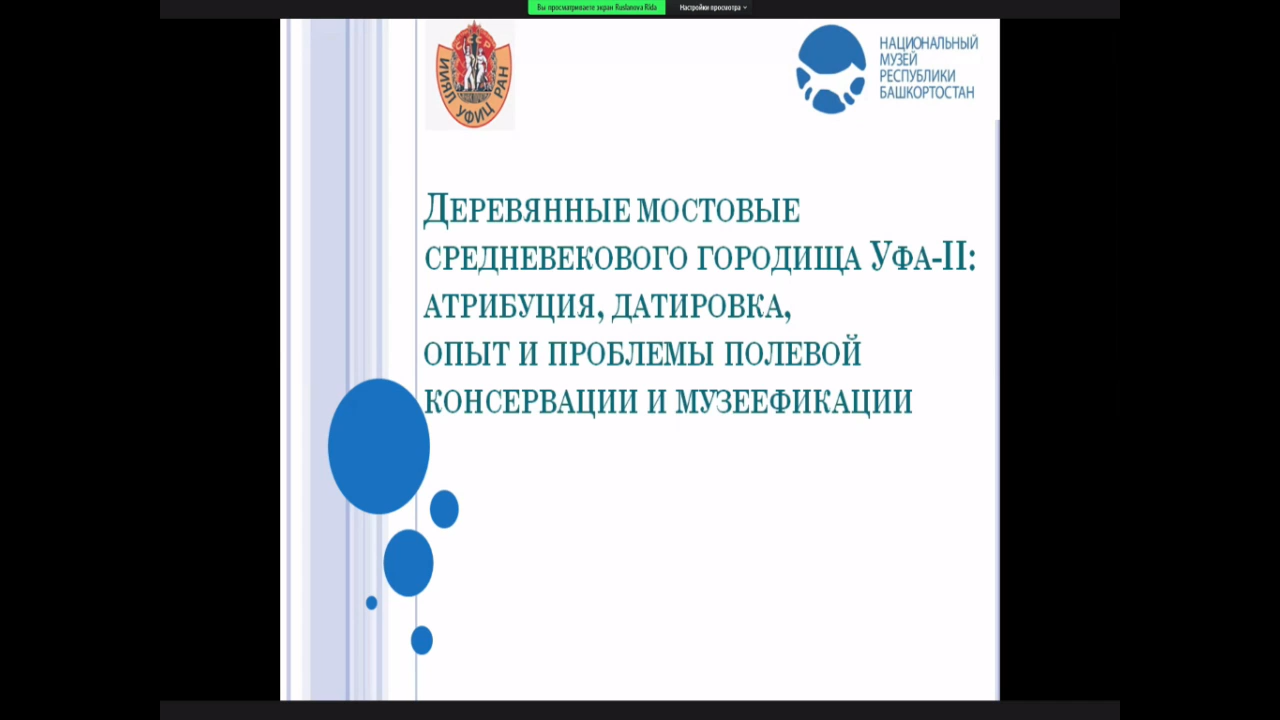 Вы просматриваете экран Ruslanova Rida
Настройки просмотра
СССР
ИИЯЛ УФИЦ РАН
НАЦИОНАЛЬНЫЙ
МУЗЕЙ
РЕСПУБЛИКИ
БАШКОРТОСТАН
ДЕРЕВЯННЫЕ МОСТОВЫЕ
СРЕДНЕВЕКОВОГО ГОРОДИЩА УФА-II:
АТРИБУЦИЯ, ДАТИРОВКА,
ОПЫТ И ПРОБЛЕМЫ ПОЛЕВОЙ
КОНСЕРВАЦИИ И МУЗЕЕФИКАЦИИ